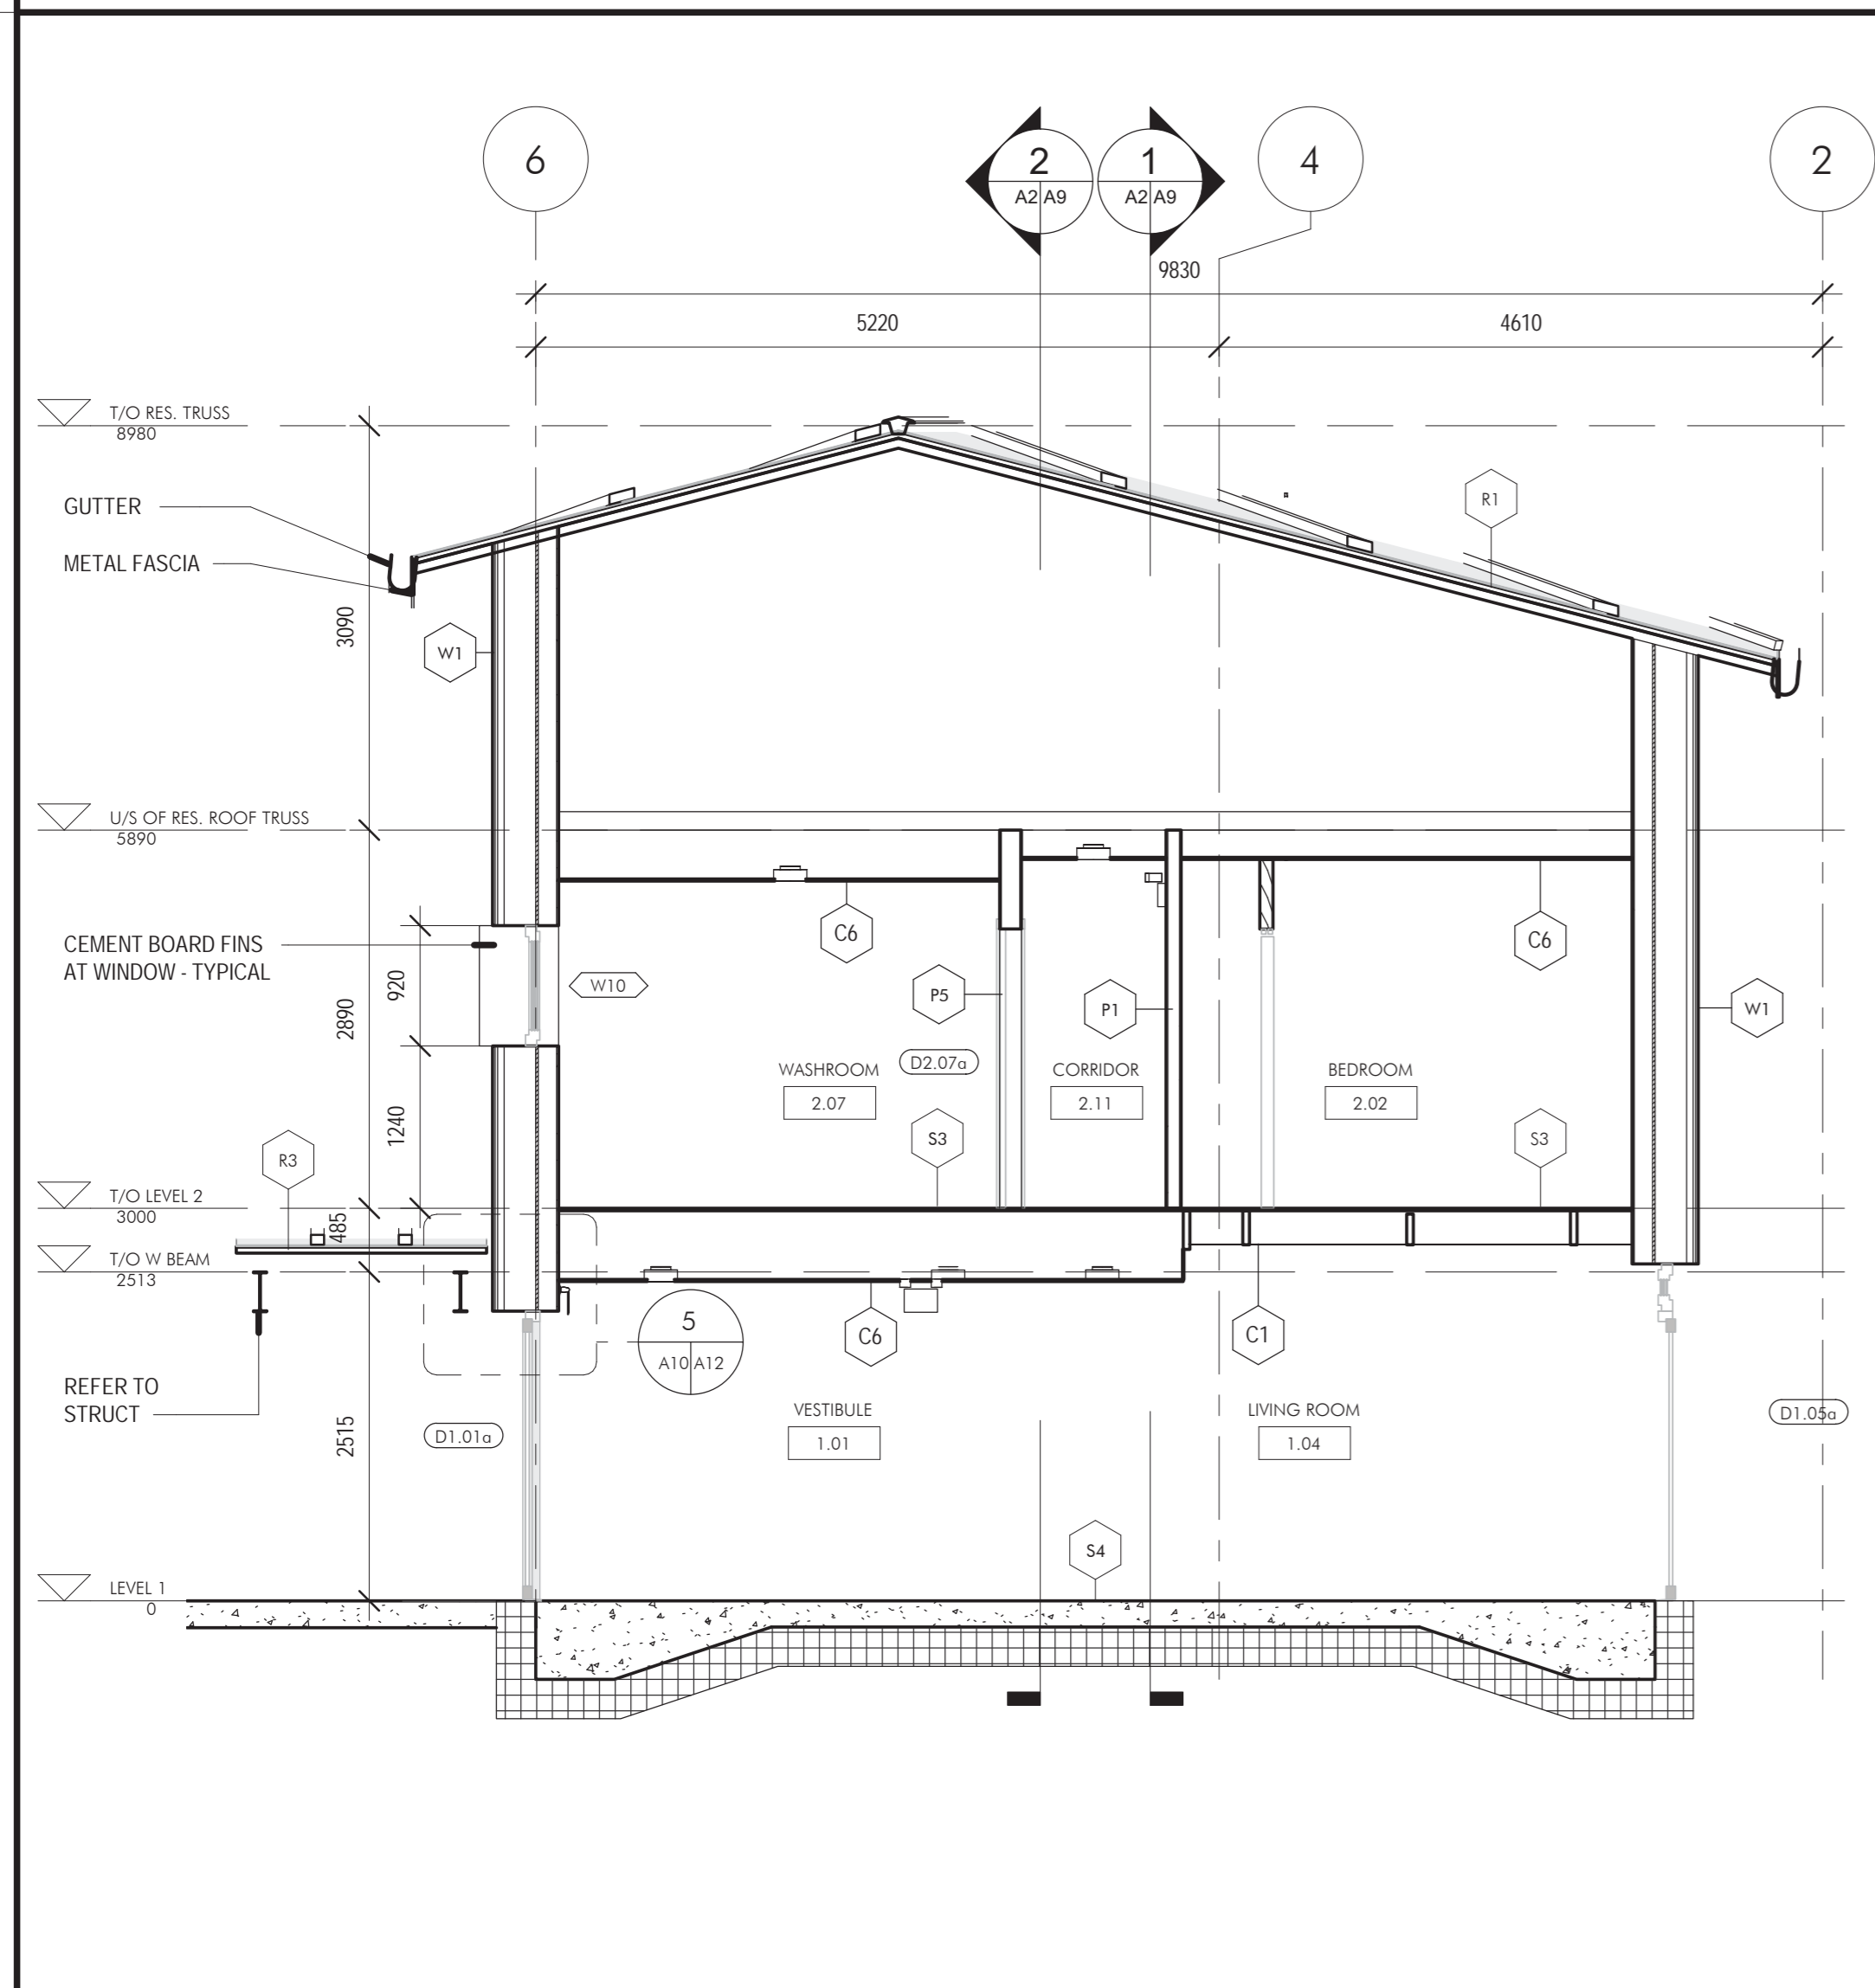 6
2
A2 A9
1
A2 A9
4
2
9830
5220
4610
T/O RES. TRUSS
8980
GUTTER
METAL FASCIA
R1
3090
W1
U/S OF RES. ROOF TRUSS
5890
CEMENT BOARD FINS
AT WINDOW - TYPICAL
920
2890
1240
W10
C6
C6
P5
P1
W1
D2.07a
WASHROOM
2.07
CORRIDOR
2.11
BEDROOM
2.02
S3
S3
R3
T/O LEVEL 2
3000
485
T/O W BEAM
2513
5
A10 A12
C6
C1
REFER TO
STRUCT
2515
D1.01a
VESTIBULE
1.01
LIVING ROOM
1.04
D1.05a
S4
LEVEL 1
0